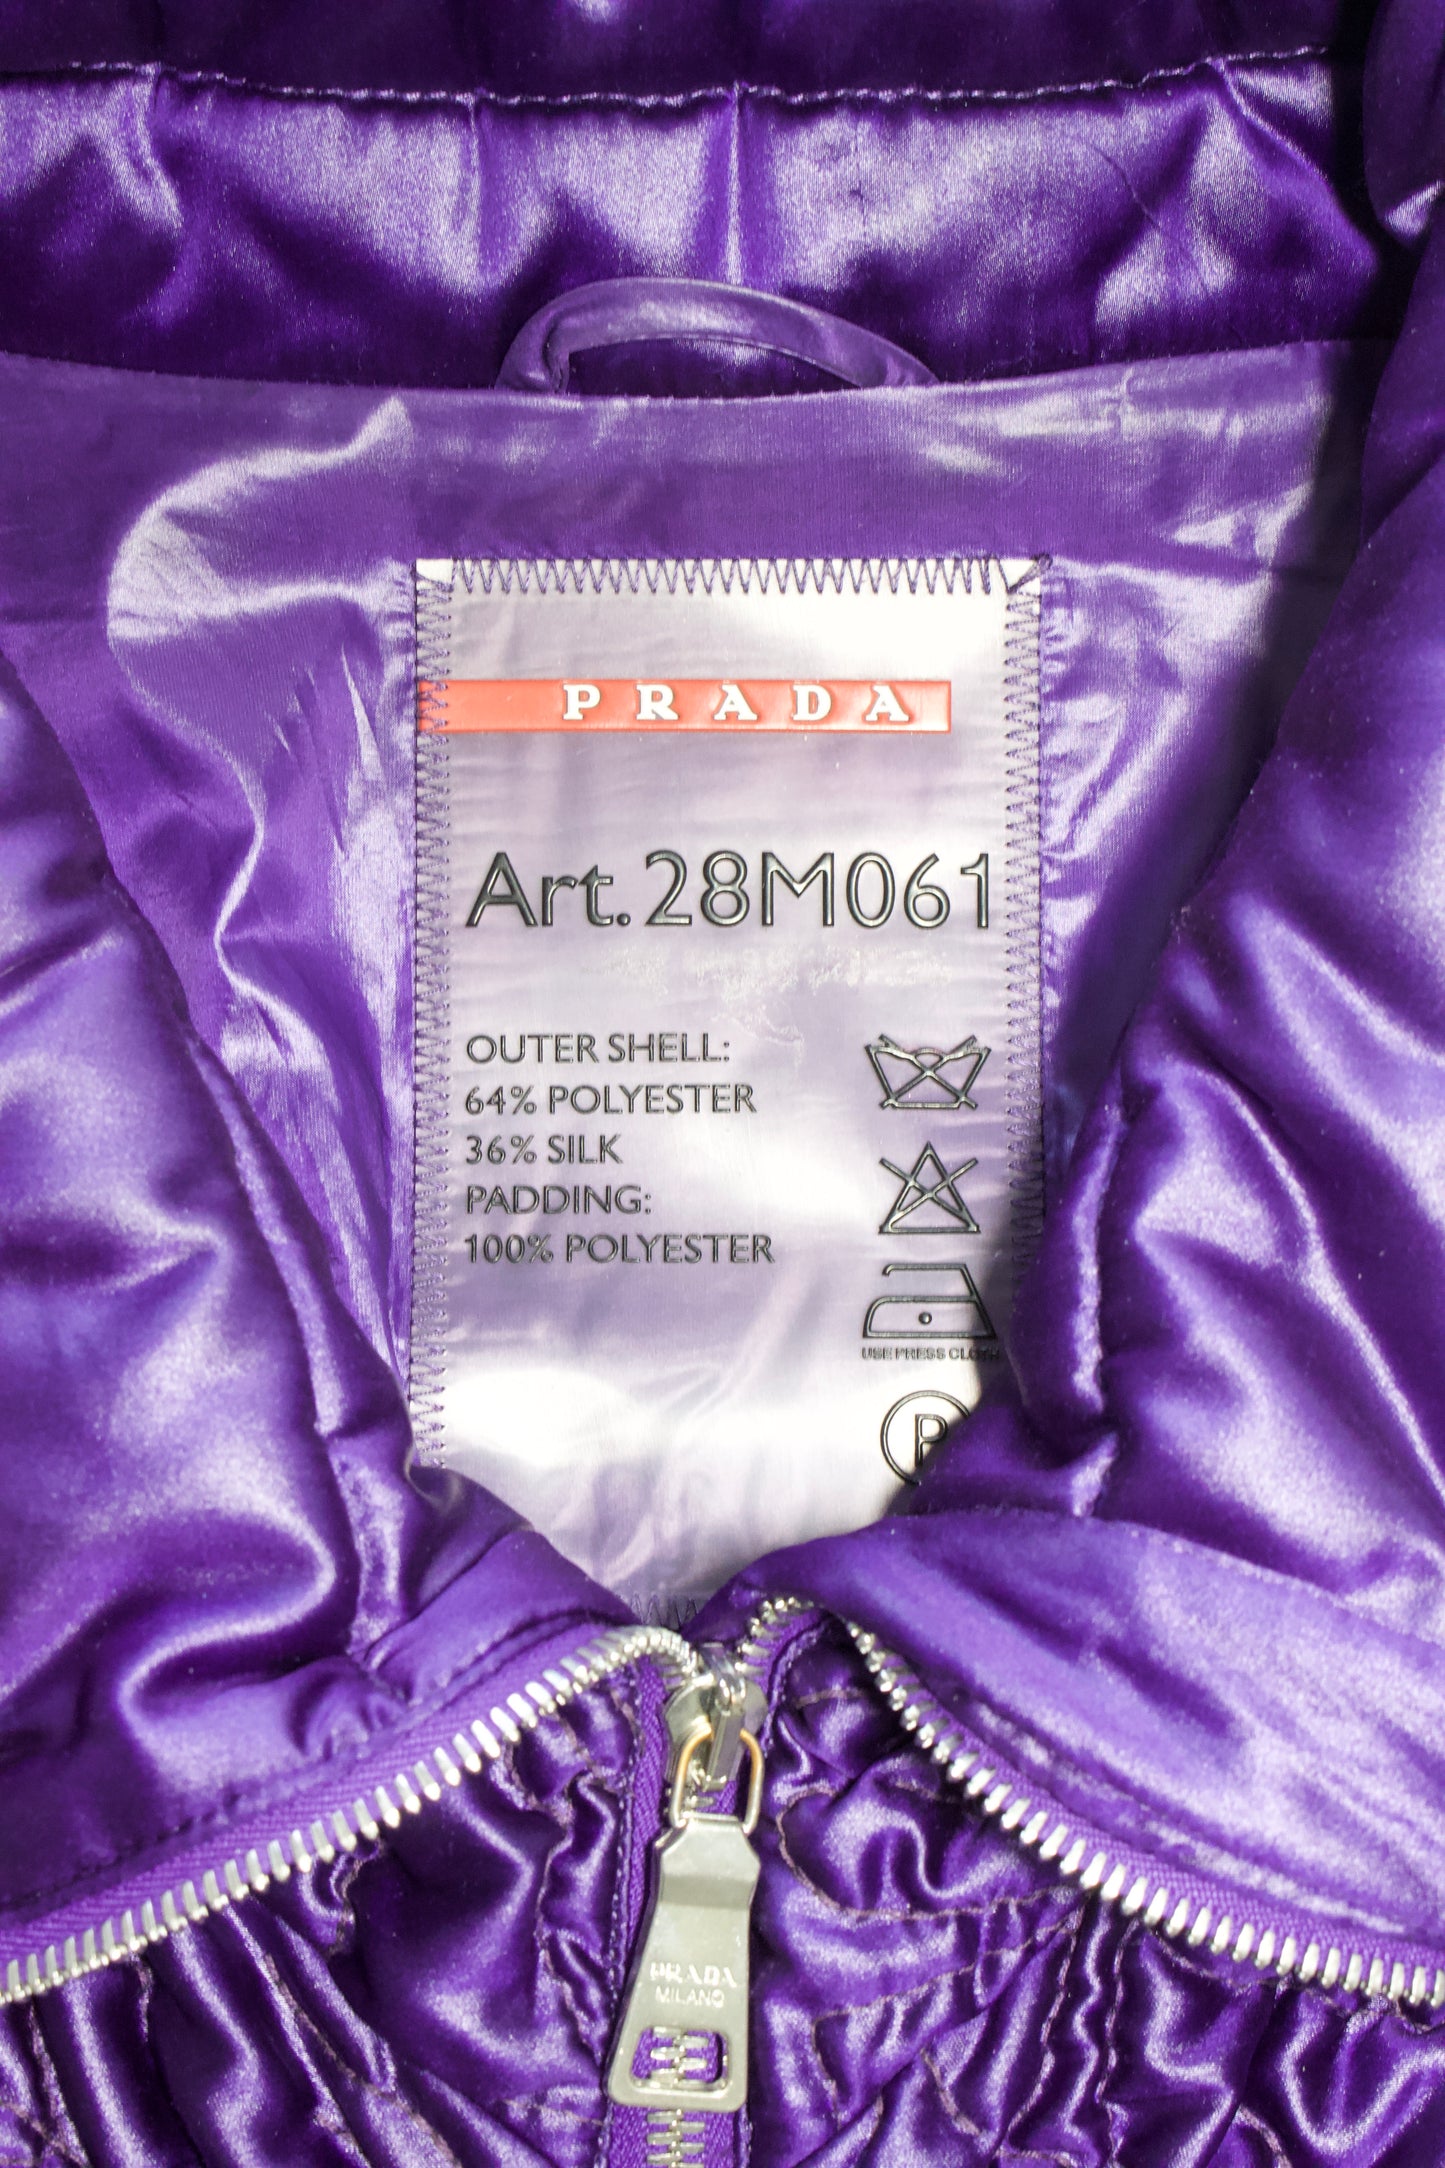 PRADA
Art. 28M061
OUTER SHELL:
64% POLYESTER
36% SILK
PADDING:
100% POLYESTER
USE PRESS CLOTH
P
PRADA
MILANO